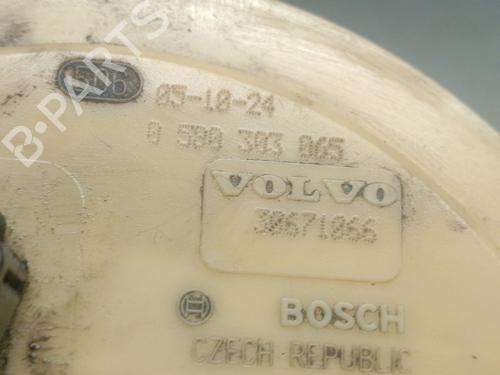 B-PARTS
05-10-24
0 580 303 065
VOLVO
30671066
BOSCH
CZECH REPUBLIC